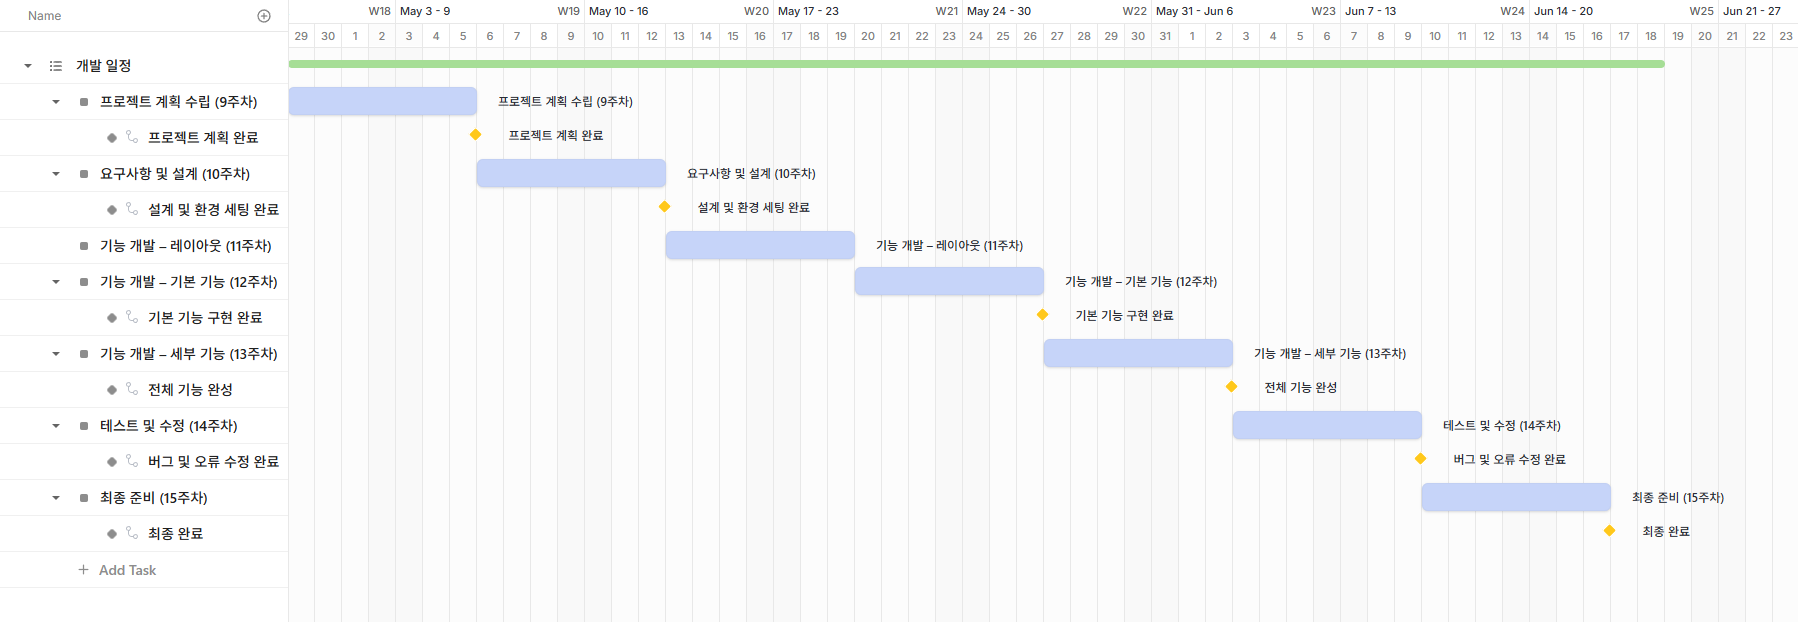 Name
W18 May 3 - 9 W19 May 10 - 16 W20 May 17 - 23 W21 May 24 - 30 W22 May 31 - Jun 6 W23 Jun 7 - 13 W24 Jun 14 - 20 W25 Jun 21 - 27
29 30 1 2 3 4 5 6 7 8 9 10 11 12 13 14 15 16 17 18 19 20 21 22 23 24 25 26 27 28 29 30 31 1 2 3 4 5 6 7 8 9 10 11 12 13 14 15 16 17 18 19 20 21 22 23
개발 일정
프로젝트 계획 수립 (9주차) 프로젝트 계획 수립 (9주차)
프로젝트 계획 완료 프로젝트 계획 완료
요구사항 및 설계 (10주차) 요구사항 및 설계 (10주차)
설계 및 환경 세팅 완료 설계 및 환경 세팅 완료
기능 개발 – 레이아웃 (11주차) 기능 개발 – 레이아웃 (11주차)
기능 개발 – 기본 기능 (12주차) 기능 개발 – 기본 기능 (12주차)
기본 기능 구현 완료 기본 기능 구현 완료
기능 개발 – 세부 기능 (13주차) 기능 개발 – 세부 기능 (13주차)
전체 기능 완성 전체 기능 완성
테스트 및 수정 (14주차) 테스트 및 수정 (14주차)
버그 및 오류 수정 완료 버그 및 오류 수정 완료
최종 준비 (15주차) 최종 준비 (15주차)
최종 완료 최종 완료
Add Task